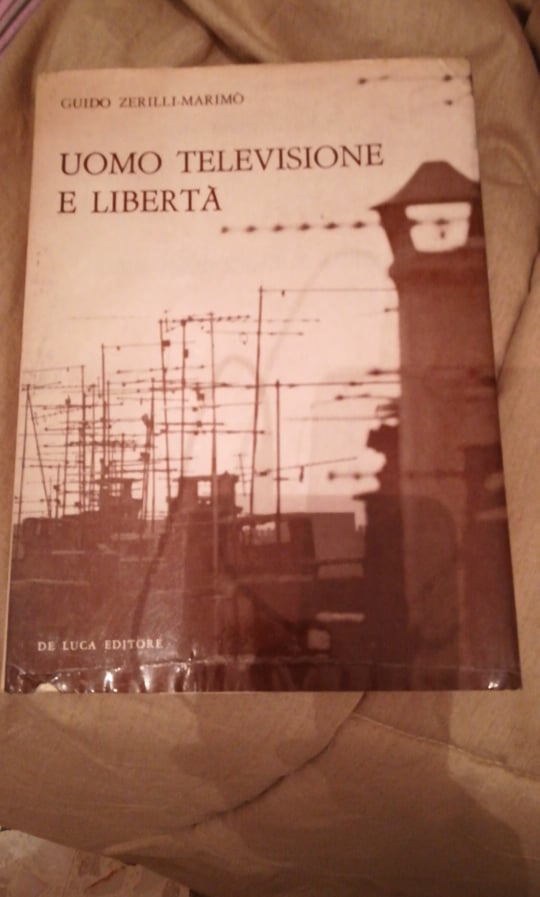 GUIDO ZERILLI-MARIMÒ
UOMO TELEVISIONE
E LIBERTÀ
DE LUCA EDITORE